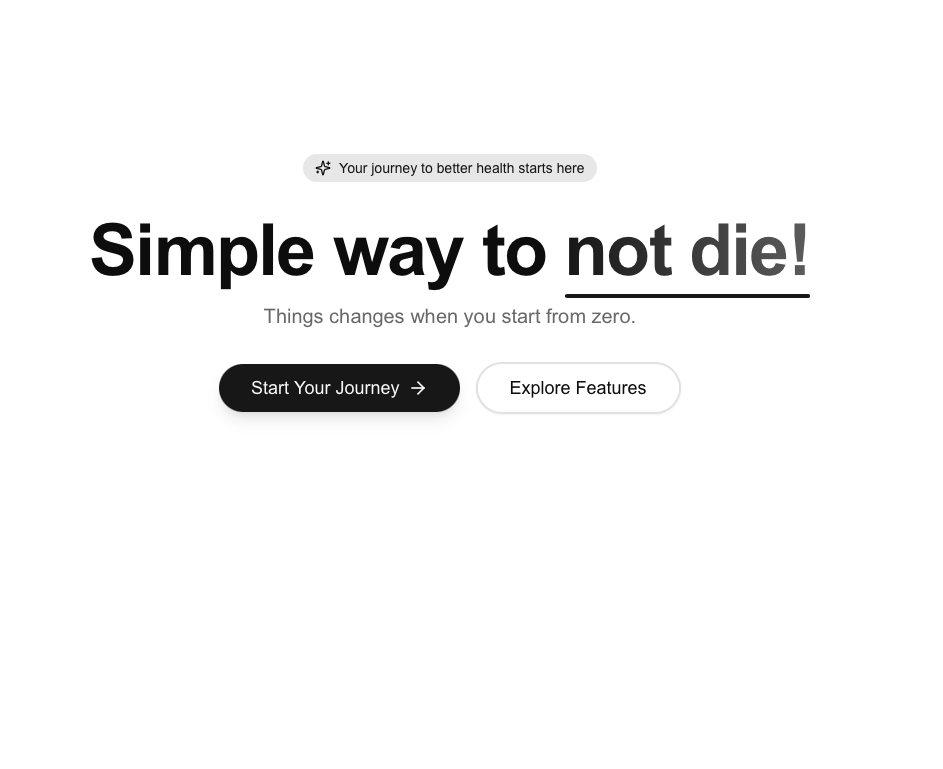 Your journey to better health starts here
Simple way to not die!
Things changes when you start from zero.
Start Your Journey
Explore Features